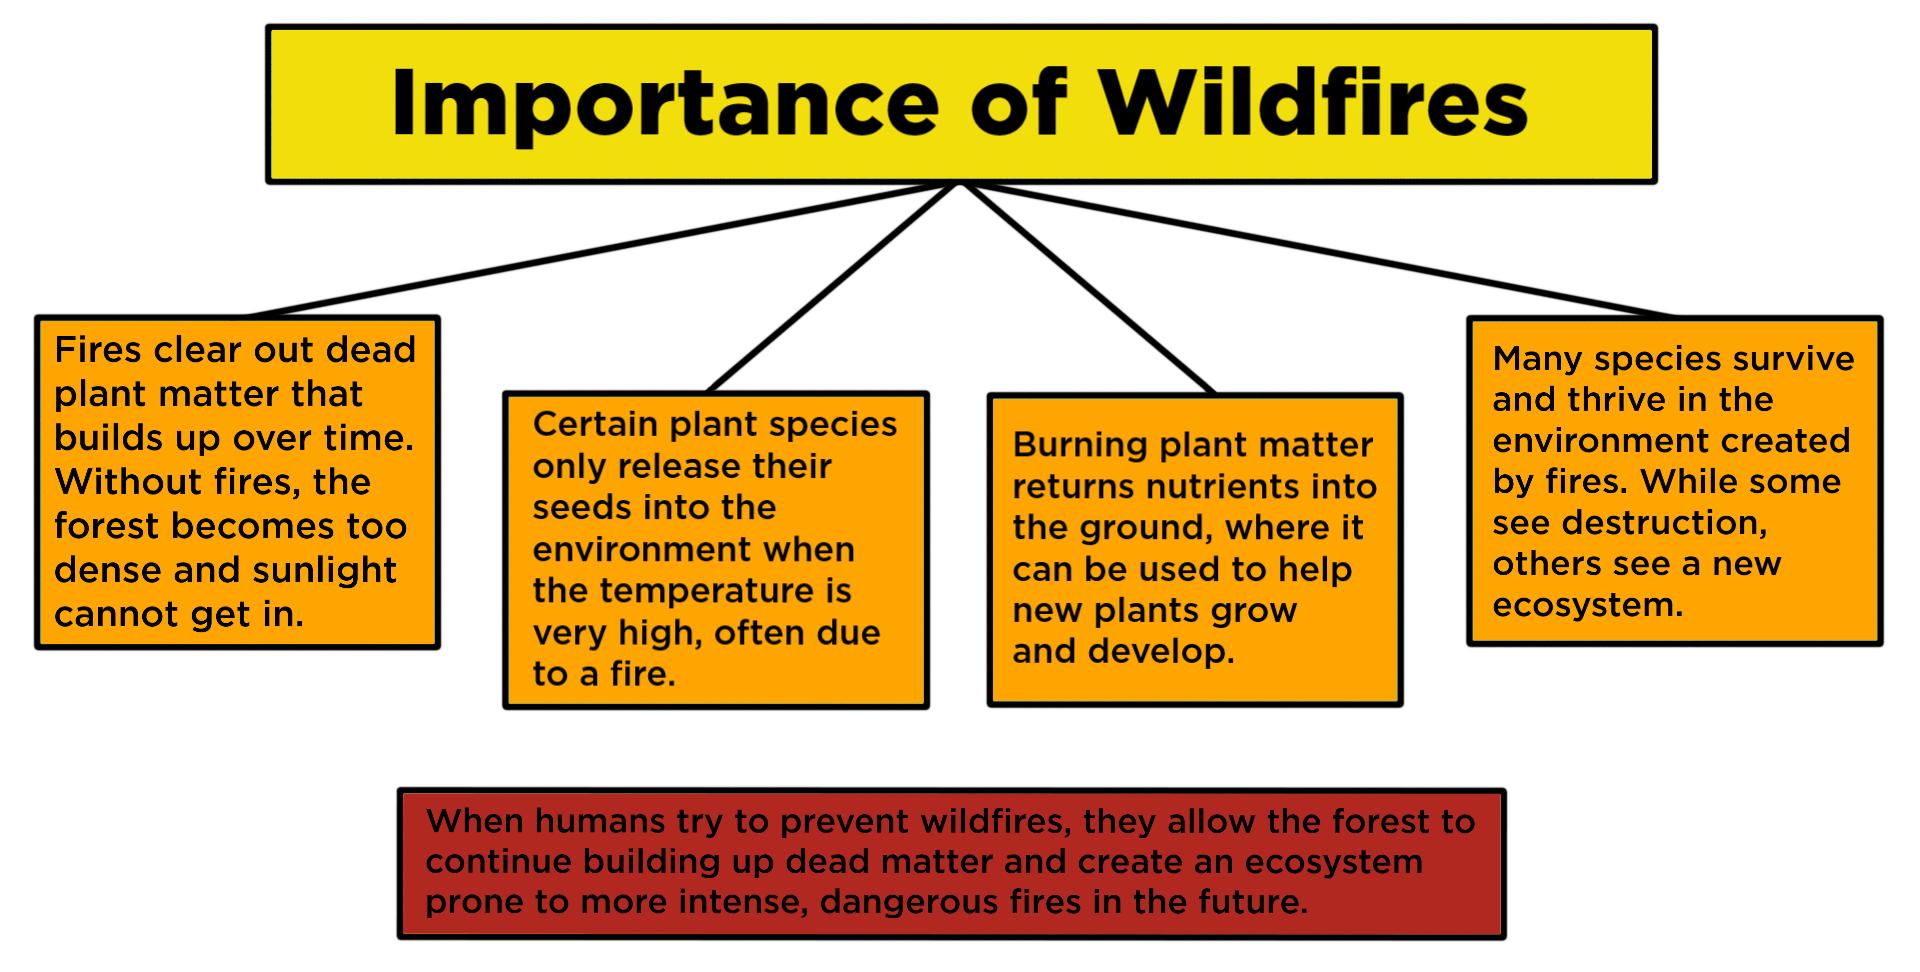 Importance of Wildfires
Fires clear out dead
plant matter that
builds up over time.
Without fires, the
forest becomes too
dense and sunlight
cannot get in.
Certain plant species
only release their
seeds into the
environment when
the temperature is
very high, often due
to a fire.
Burning plant matter
returns nutrients into
the ground, where it
can be used to help
new plants grow
and develop.
Many species survive
and thrive in the
environment created
by fires. While some
see destruction,
others see a new
ecosystem.
When humans try to prevent wildfires, they allow the forest to
continue building up dead matter and create an ecosystem
prone to more intense, dangerous fires in the future.